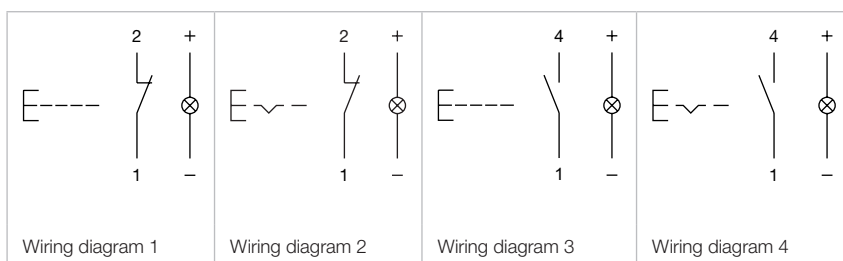 2 +
2 +
4 +
4 +
1 –
1 –
1 –
1 –
Wiring diagram 1
Wiring diagram 2
Wiring diagram 3
Wiring diagram 4